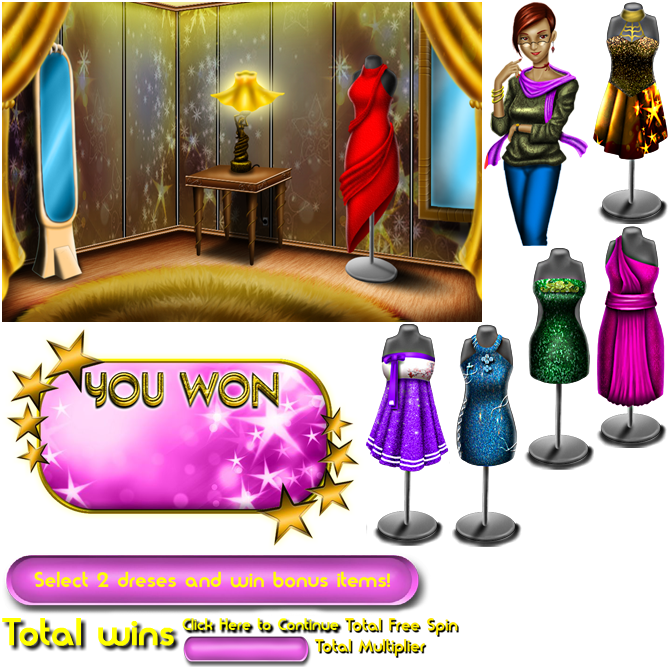 YOU WON
Select 2 dreses and win bonus items!
Total wins
Click Here to Continue
Total Free Spin
Total Multiplier